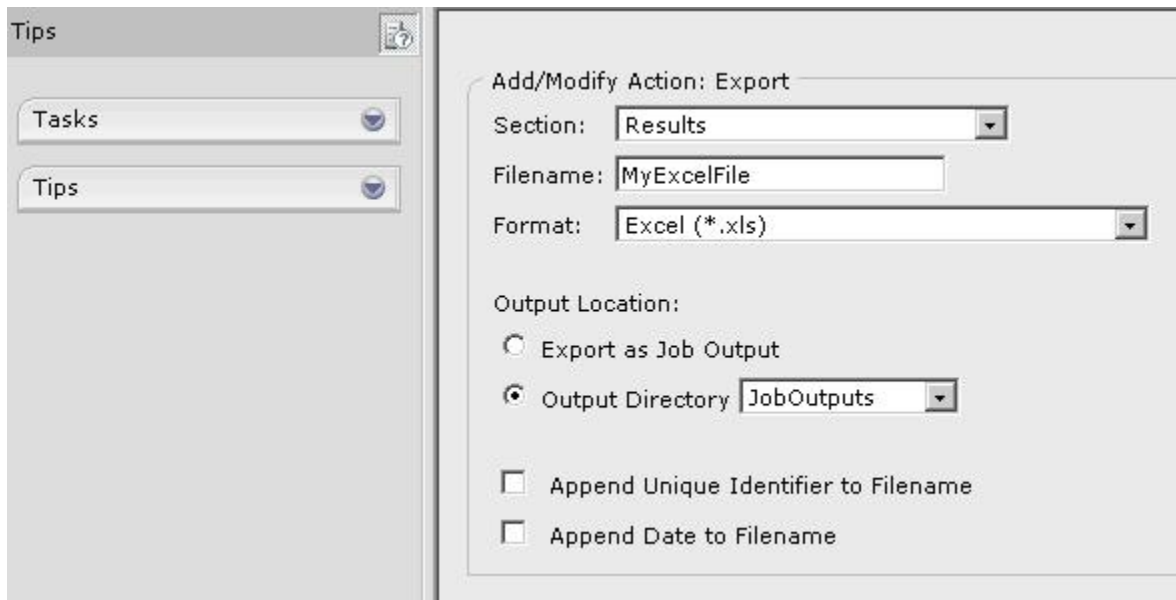 Tips
Tasks
Tips
Add/Modify Action: Export
Section: Results
Filename: MyExcelFile
Format: Excel (*.xls)
Output Location:
Export as Job Output
Output Directory JobOutputs
Append Unique Identifier to Filename
Append Date to Filename